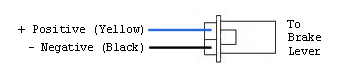 + Positive (Yellow)
- Negative (Black)
To
Brake
Lever